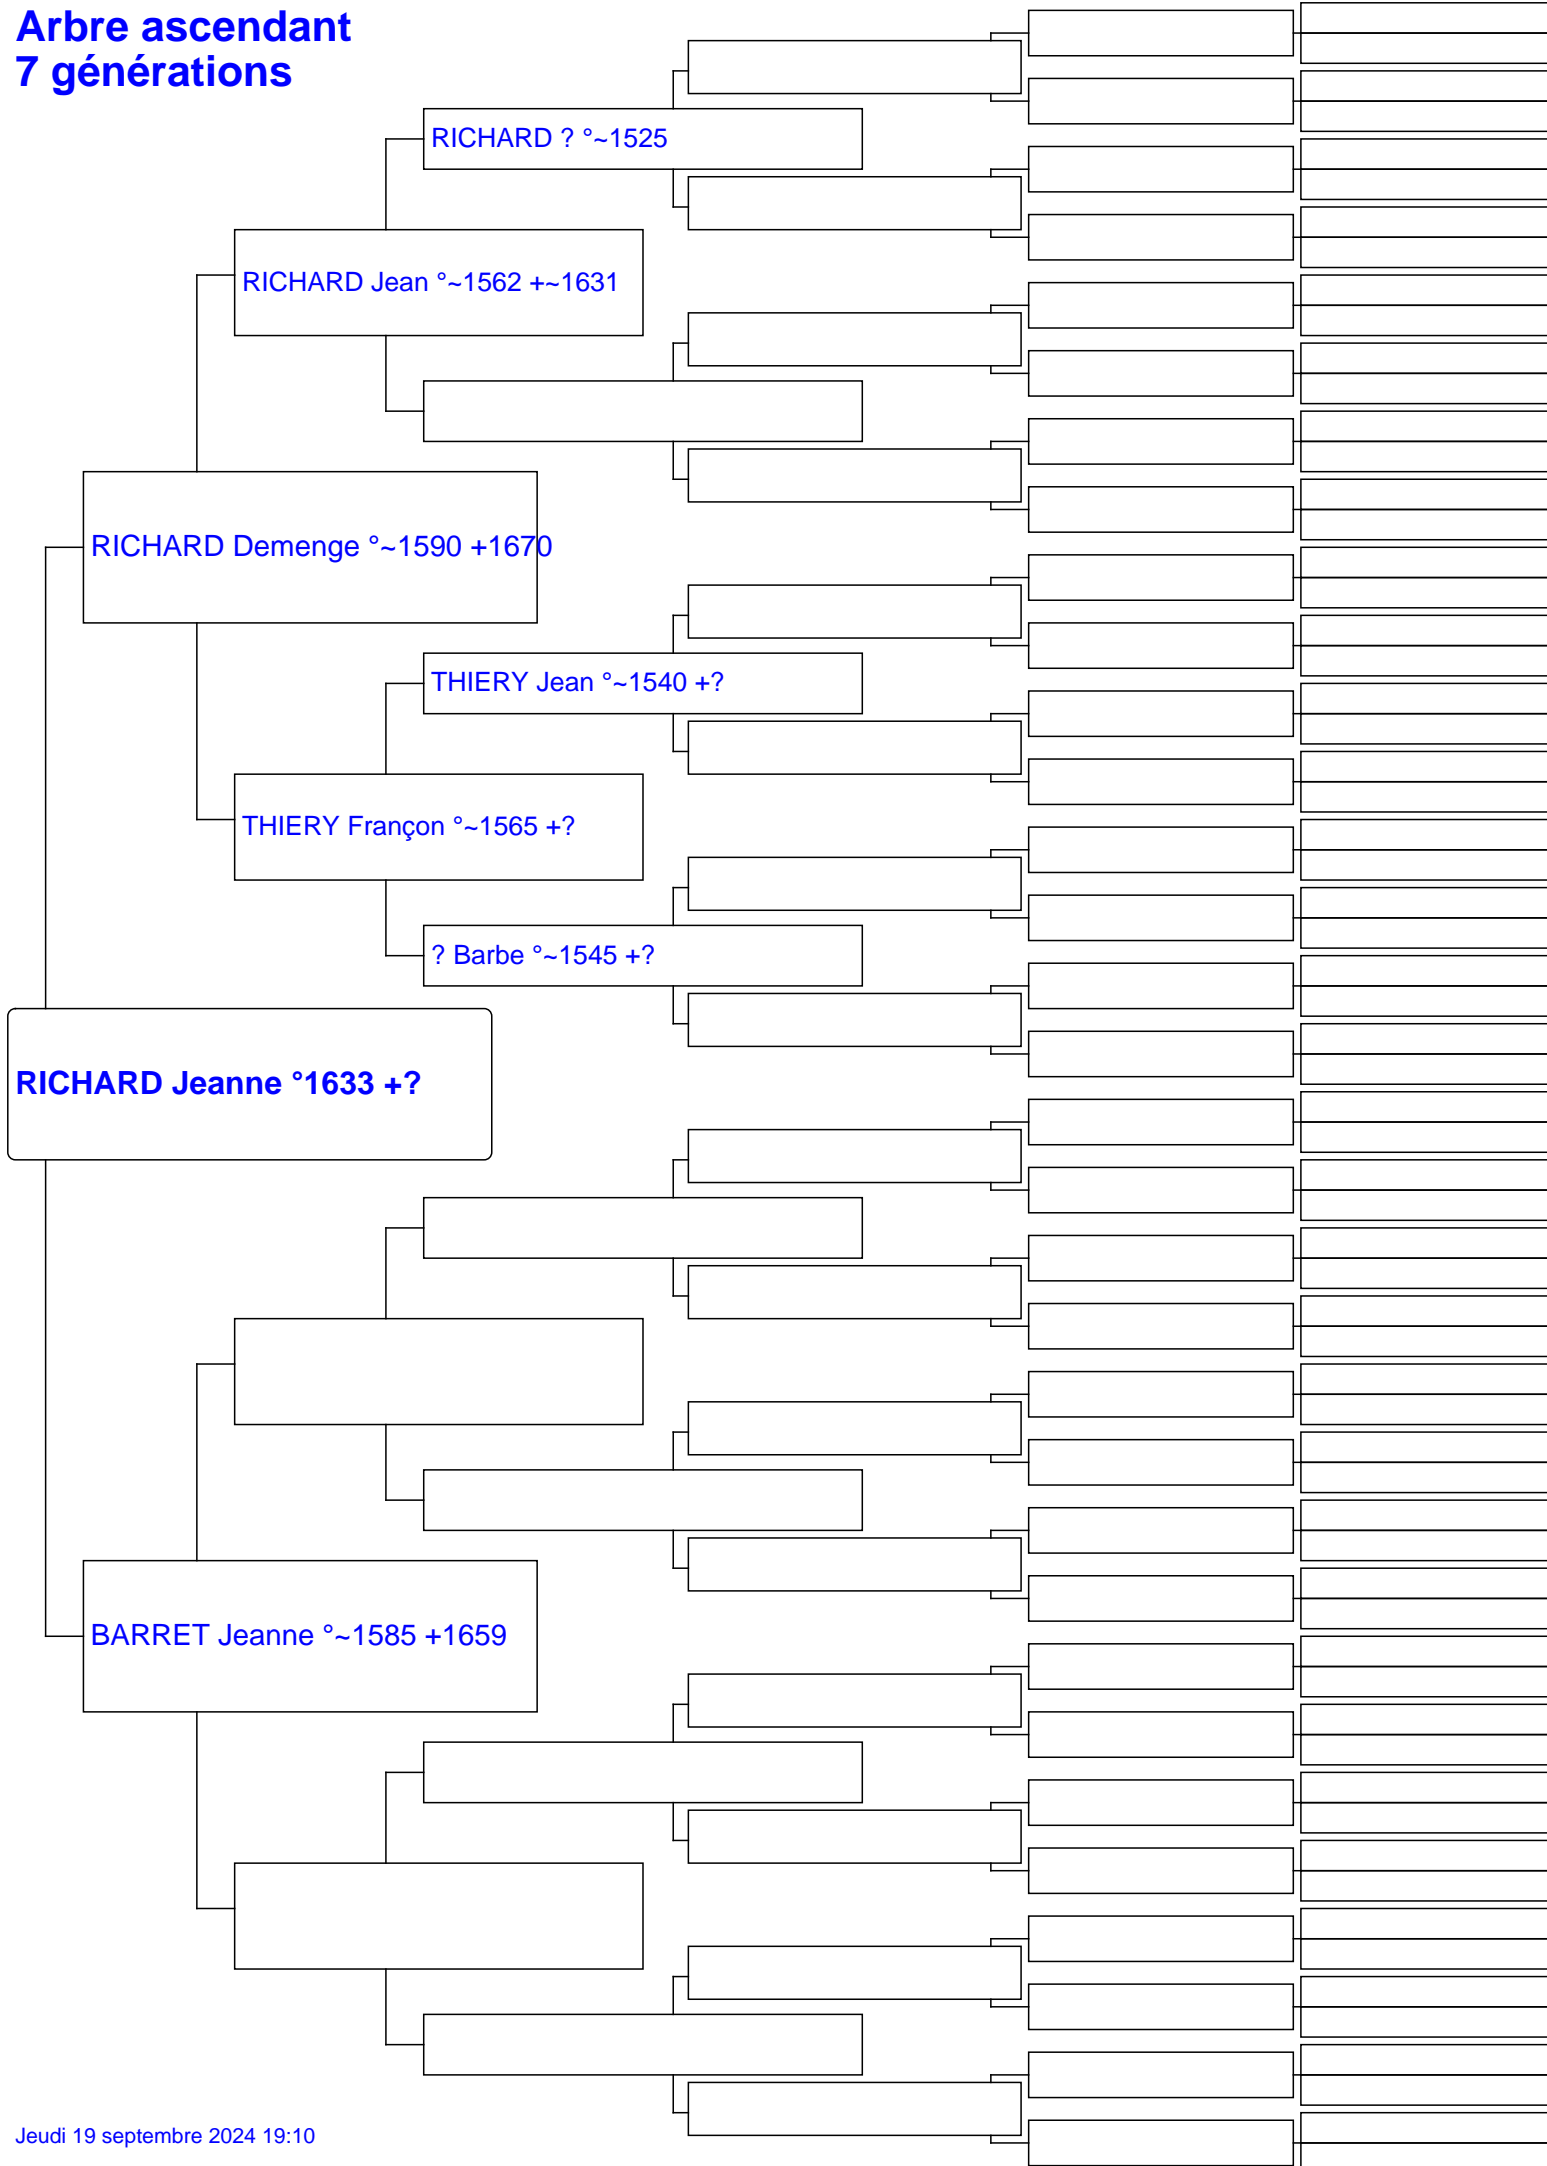 Arbre ascendant
7 générations
RICHARD ? °~1525
RICHARD Jean °~1562 +~1631
RICHARD Demenge °~1590 +1670
THIERY Jean °~1540 +?
THIERY Françon °~1565 +?
? Barbe °~1545 +?
RICHARD Jeanne °1633 +?
BARRET Jeanne °~1585 +1659
Jeudi 19 septembre 2024 19:10